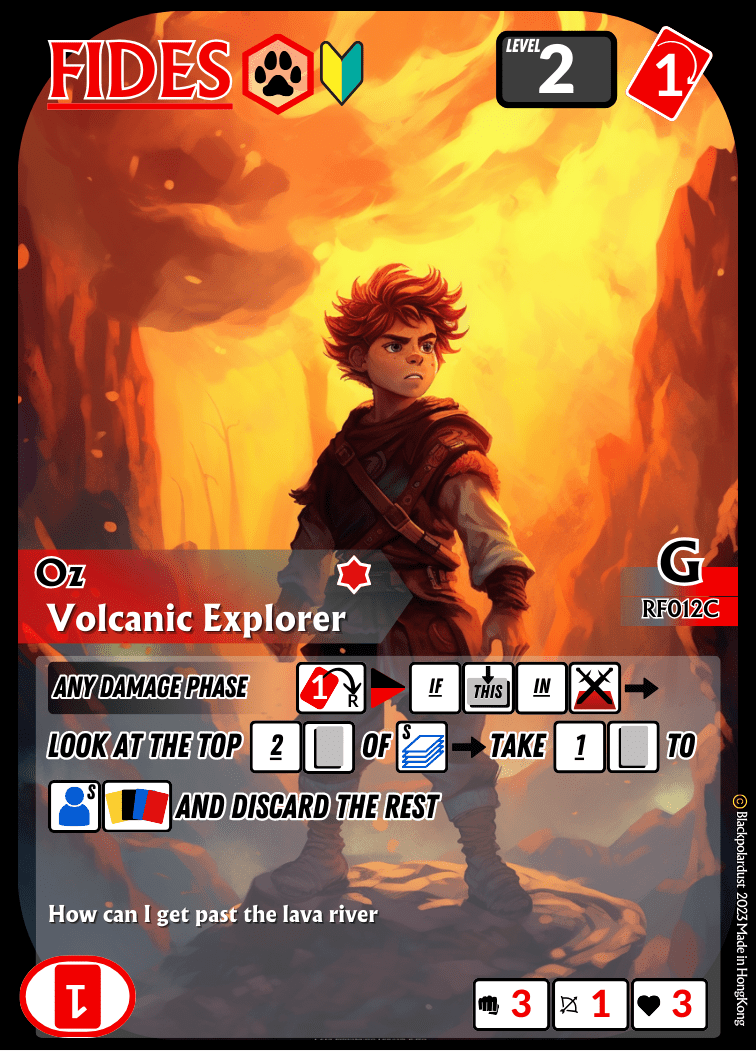 FIDES
LEVEL 2
1
Oz
Volcanic Explorer
G
RF012C
ANY DAMAGE PHASE 1 R IF THIS IN
LOOK AT THE TOP 2 OF S TAKE 1 TO
S AND DISCARD THE REST
How can I get past the lava river
1
3 1 3
© Blackpolardust 2023 Made in HongKong